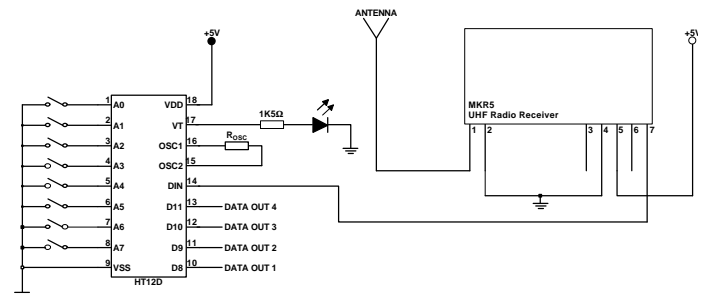 ANTENNA
+5V
+5V
MKR5
UHF Radio Receiver
1 2 3 4 5 6 7
1 A0 VDD 18
2 A1 VT 17 1K5Ω
3 A2 OSC1 16 ROSC
4 A3 OSC2 15
5 A4 DIN 14
6 A5 D11 13 DATA OUT 4
7 A6 D10 12 DATA OUT 3
8 A7 D9 11 DATA OUT 2
9 VSS D8 10 DATA OUT 1
HT12D